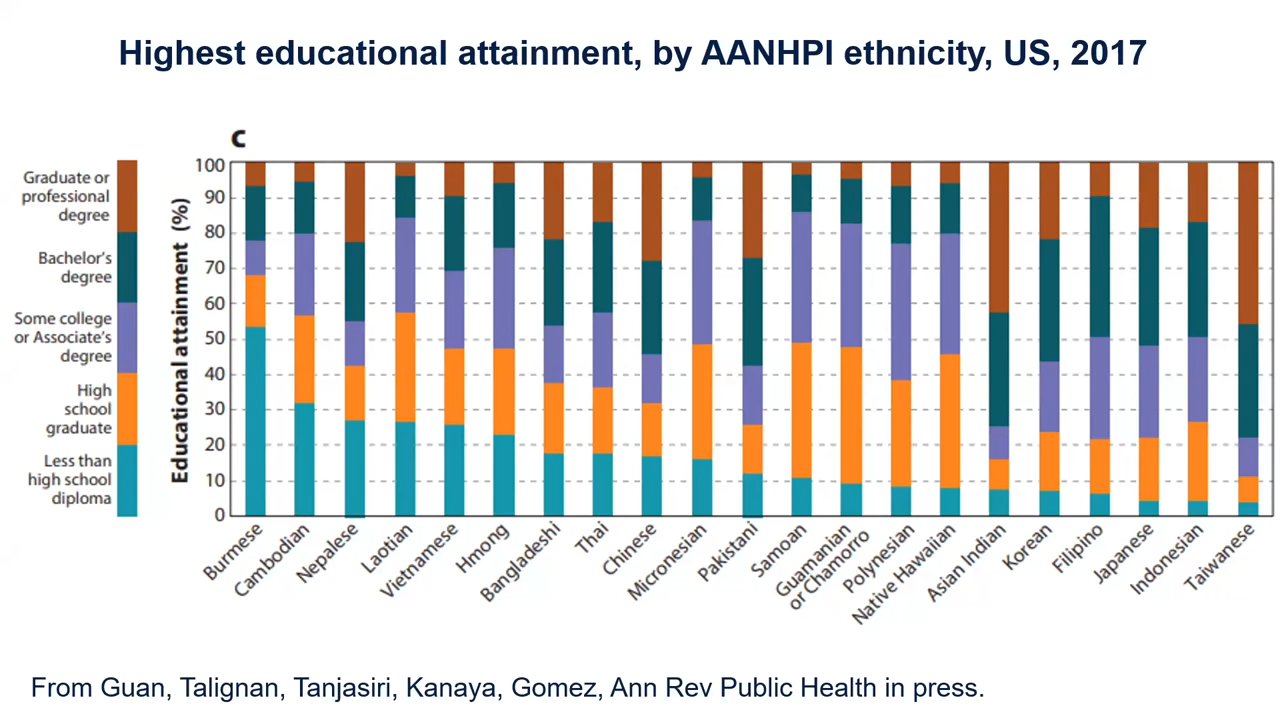 Highest educational attainment, by AANHPI ethnicity, US, 2017
C
Graduate or
professional
degree
Bachelor's
degree
Some college
or Associate's
degree
High
school
graduate
Less than
high school
diploma
Educational attainment (%)
100
90
80
70
60
50
40
30
20
10
0
Burmese
Cambodian
Nepalese
Laotian
Vietnamese
Hmong
Bangladeshi
Thai
Chinese
Micronesian
Pakistani
Samoan
Guamanian
or Chamorro
Polynesian
Native Hawaiian
Asian Indian
Korean
Filipino
Japanese
Indonesian
Taiwanese
From Guan, Talignan, Tanjasiri, Kanaya, Gomez, Ann Rev Public Health in press.